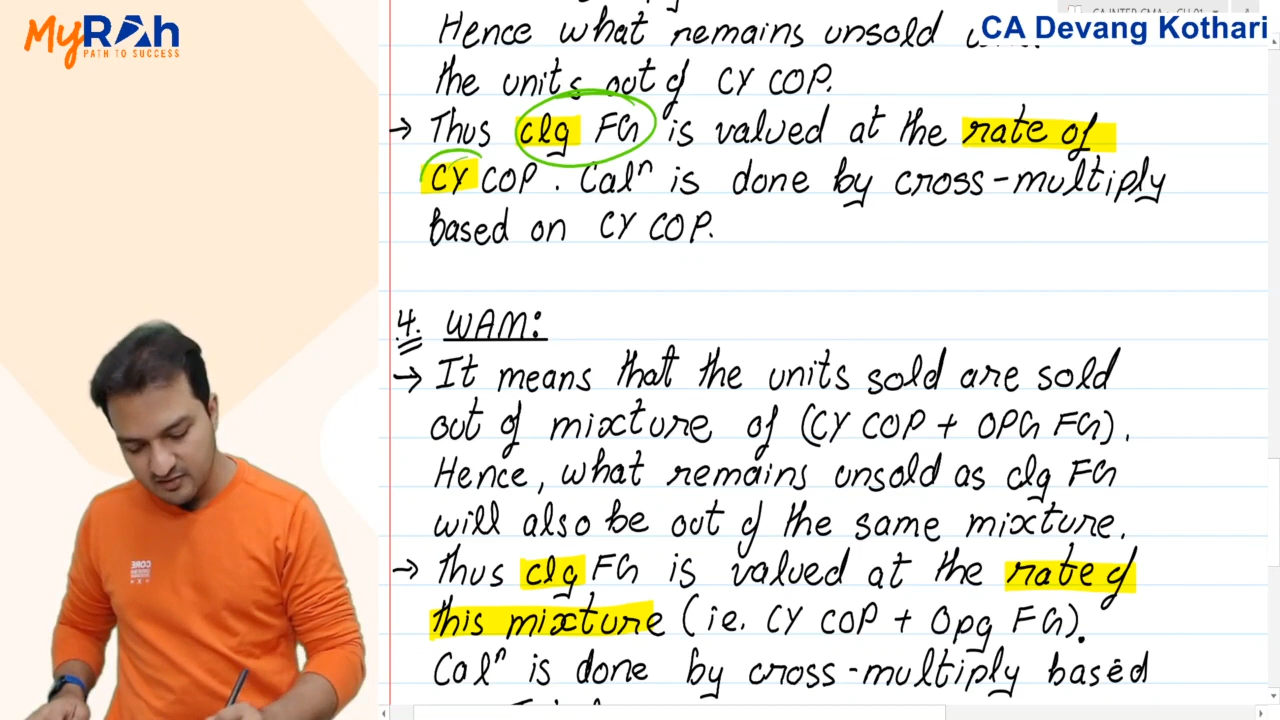 MyRAh
PATH TO SUCCESS
CA Devang Kothari
Hence what remains unsold
the units out of CY COP.
→ Thus clg FG is valued at the rate of
CY COP. Calⁿ is done by cross-multiply
based on CY COP.
4. WAM:
→ It means that the units sold are sold
out of mixture of (CY COP + OPG FG).
Hence, what remains unsold as clg FG
will also be out of the same mixture.
→ Thus clg FG is valued at the rate of
this mixture (ie. CY COP + Opg FG).
Calⁿ is done by cross-multiply based
CORE